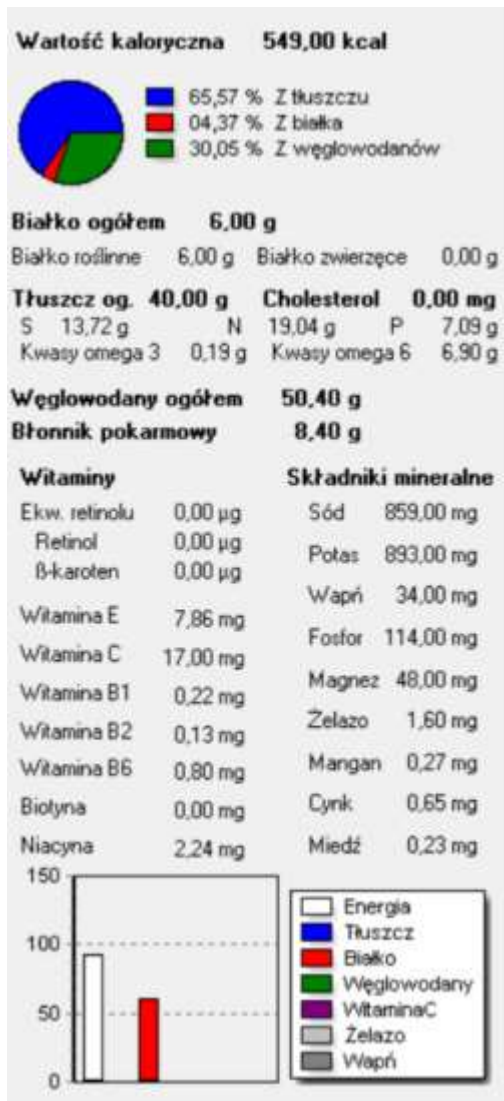 Wartość kaloryczna 549,00 kcal
65,57 % Z tłuszczu
04,37 % Z białka
30,05 % Z węglowodanów
Białko ogółem 6,00 g
Białko roślinne 6,00 g Białko zwierzęce 0,00 g
Tłuszcz og. 40,00 g Cholesterol 0,00 mg
S 13,72 g N 19,04 g P 7,09 g
Kwasy omega 3 0,19 g Kwasy omega 6 6,90 g
Węglowodany ogółem 50,40 g
Błonnik pokarmowy 8,40 g
Witaminy
Ekw. retinolu 0,00 µg
Retinol 0,00 µg
ß-karoten 0,00 µg
Witamina E 7,86 mg
Witamina C 17,00 mg
Witamina B1 0,22 mg
Witamina B2 0,13 mg
Witamina B6 0,80 mg
Biotyna 0,00 mg
Niacyna 2,24 mg
Składniki mineralne
Sód 859,00 mg
Potas 893,00 mg
Wapń 34,00 mg
Fosfor 114,00 mg
Magnez 48,00 mg
Żelazo 1,60 mg
Mangan 0,27 mg
Cynk 0,65 mg
Miedź 0,23 mg
150
100
50
0
Energia
Tłuszcz
Białko
Węglowodany
WitaminaC
Żelazo
Wapń